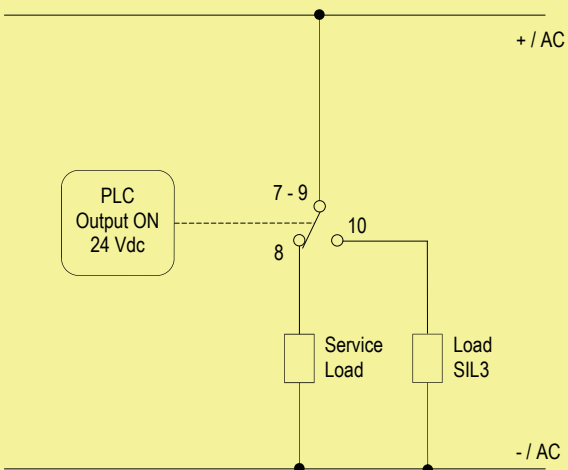 + / AC
PLC
Output ON
24 Vdc
7 - 9
8
10
Service
Load
Load
SIL3
- / AC